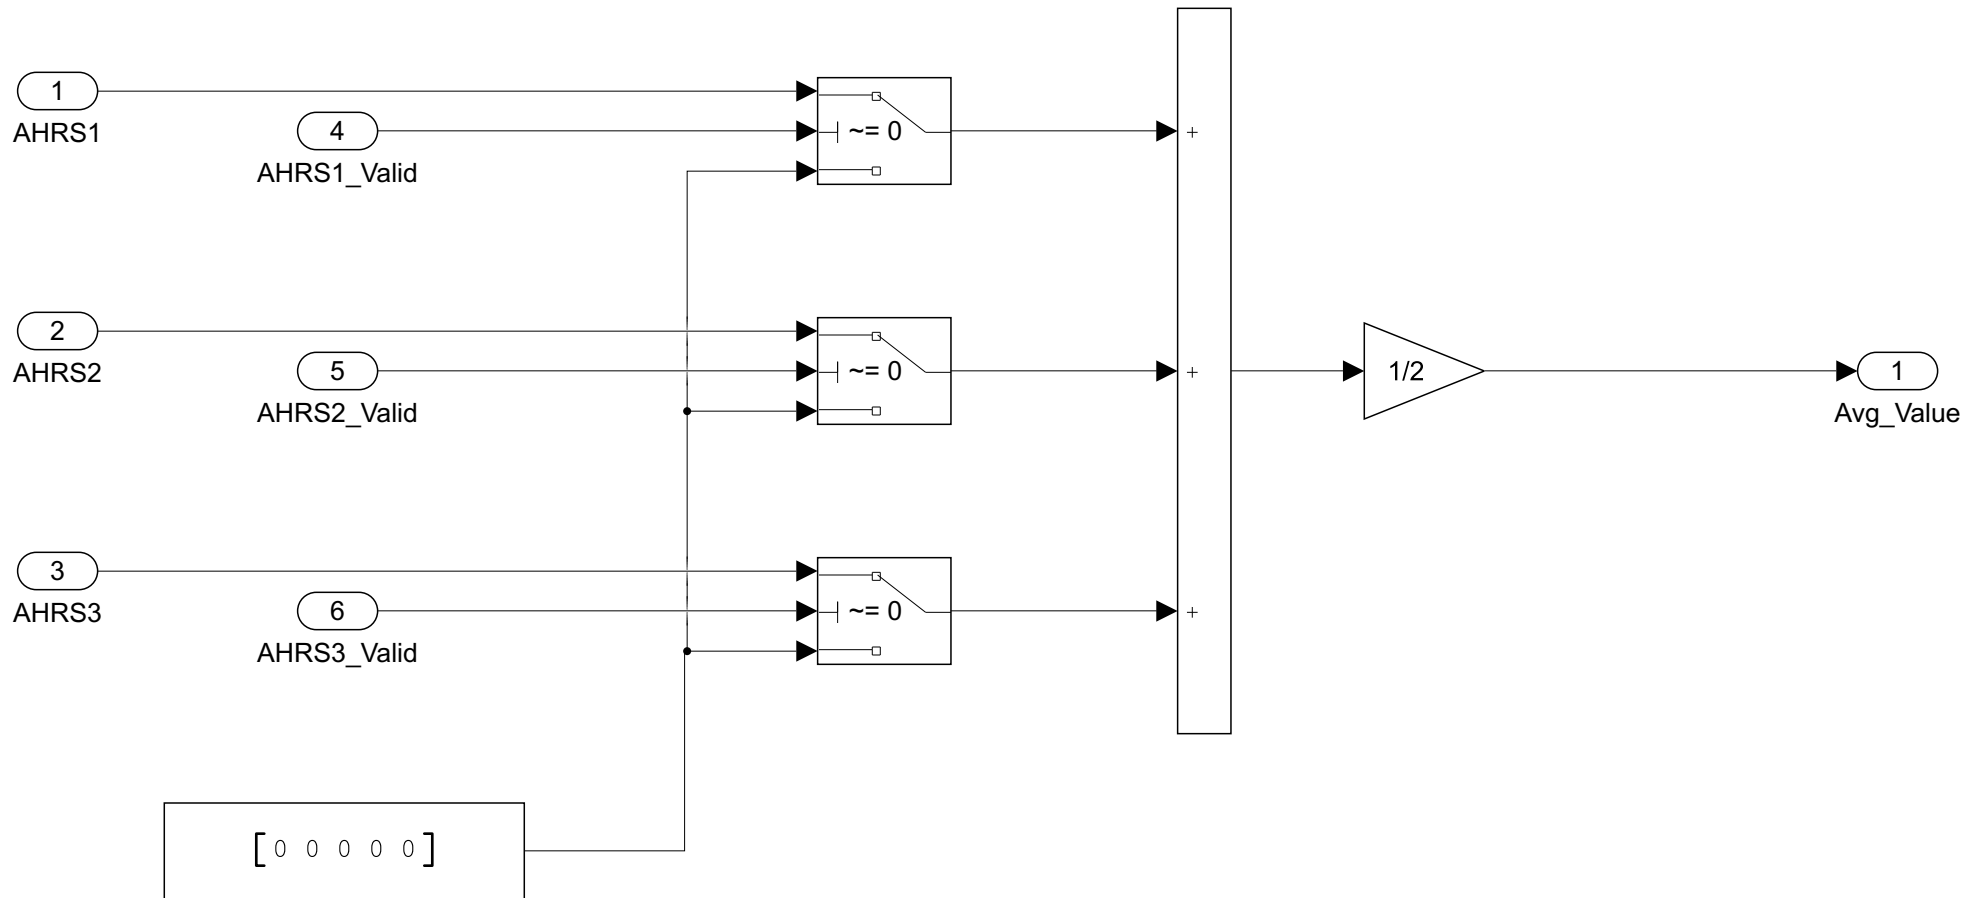 1
AHRS1
4
AHRS1_Valid
~= 0
+
2
AHRS2
5
AHRS2_Valid
~= 0
+
1/2
1
Avg_Value
3
AHRS3
6
AHRS3_Valid
~= 0
+
[0 0 0 0 0]